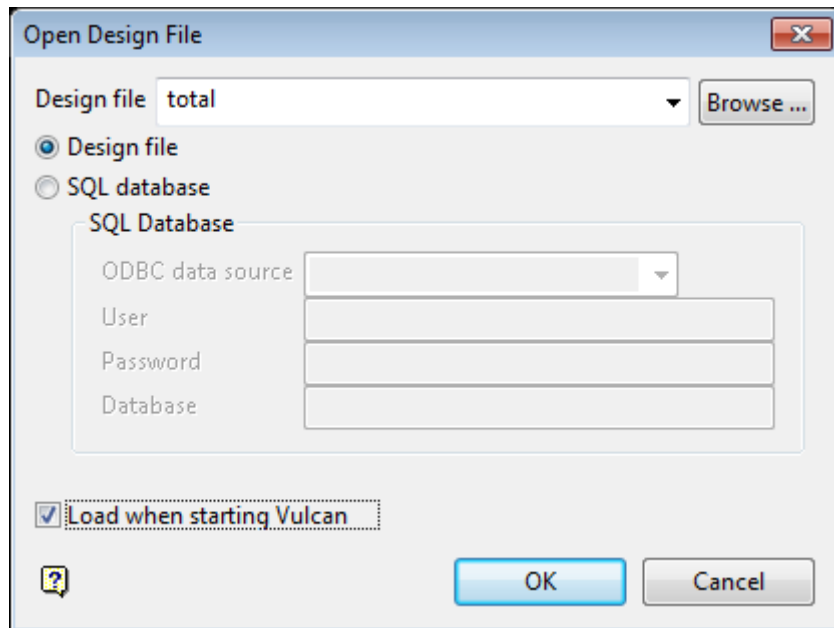 Open Design File
Design file total Browse ...
Design file
SQL database
SQL Database
ODBC data source
User
Password
Database
Load when starting Vulcan
OK Cancel